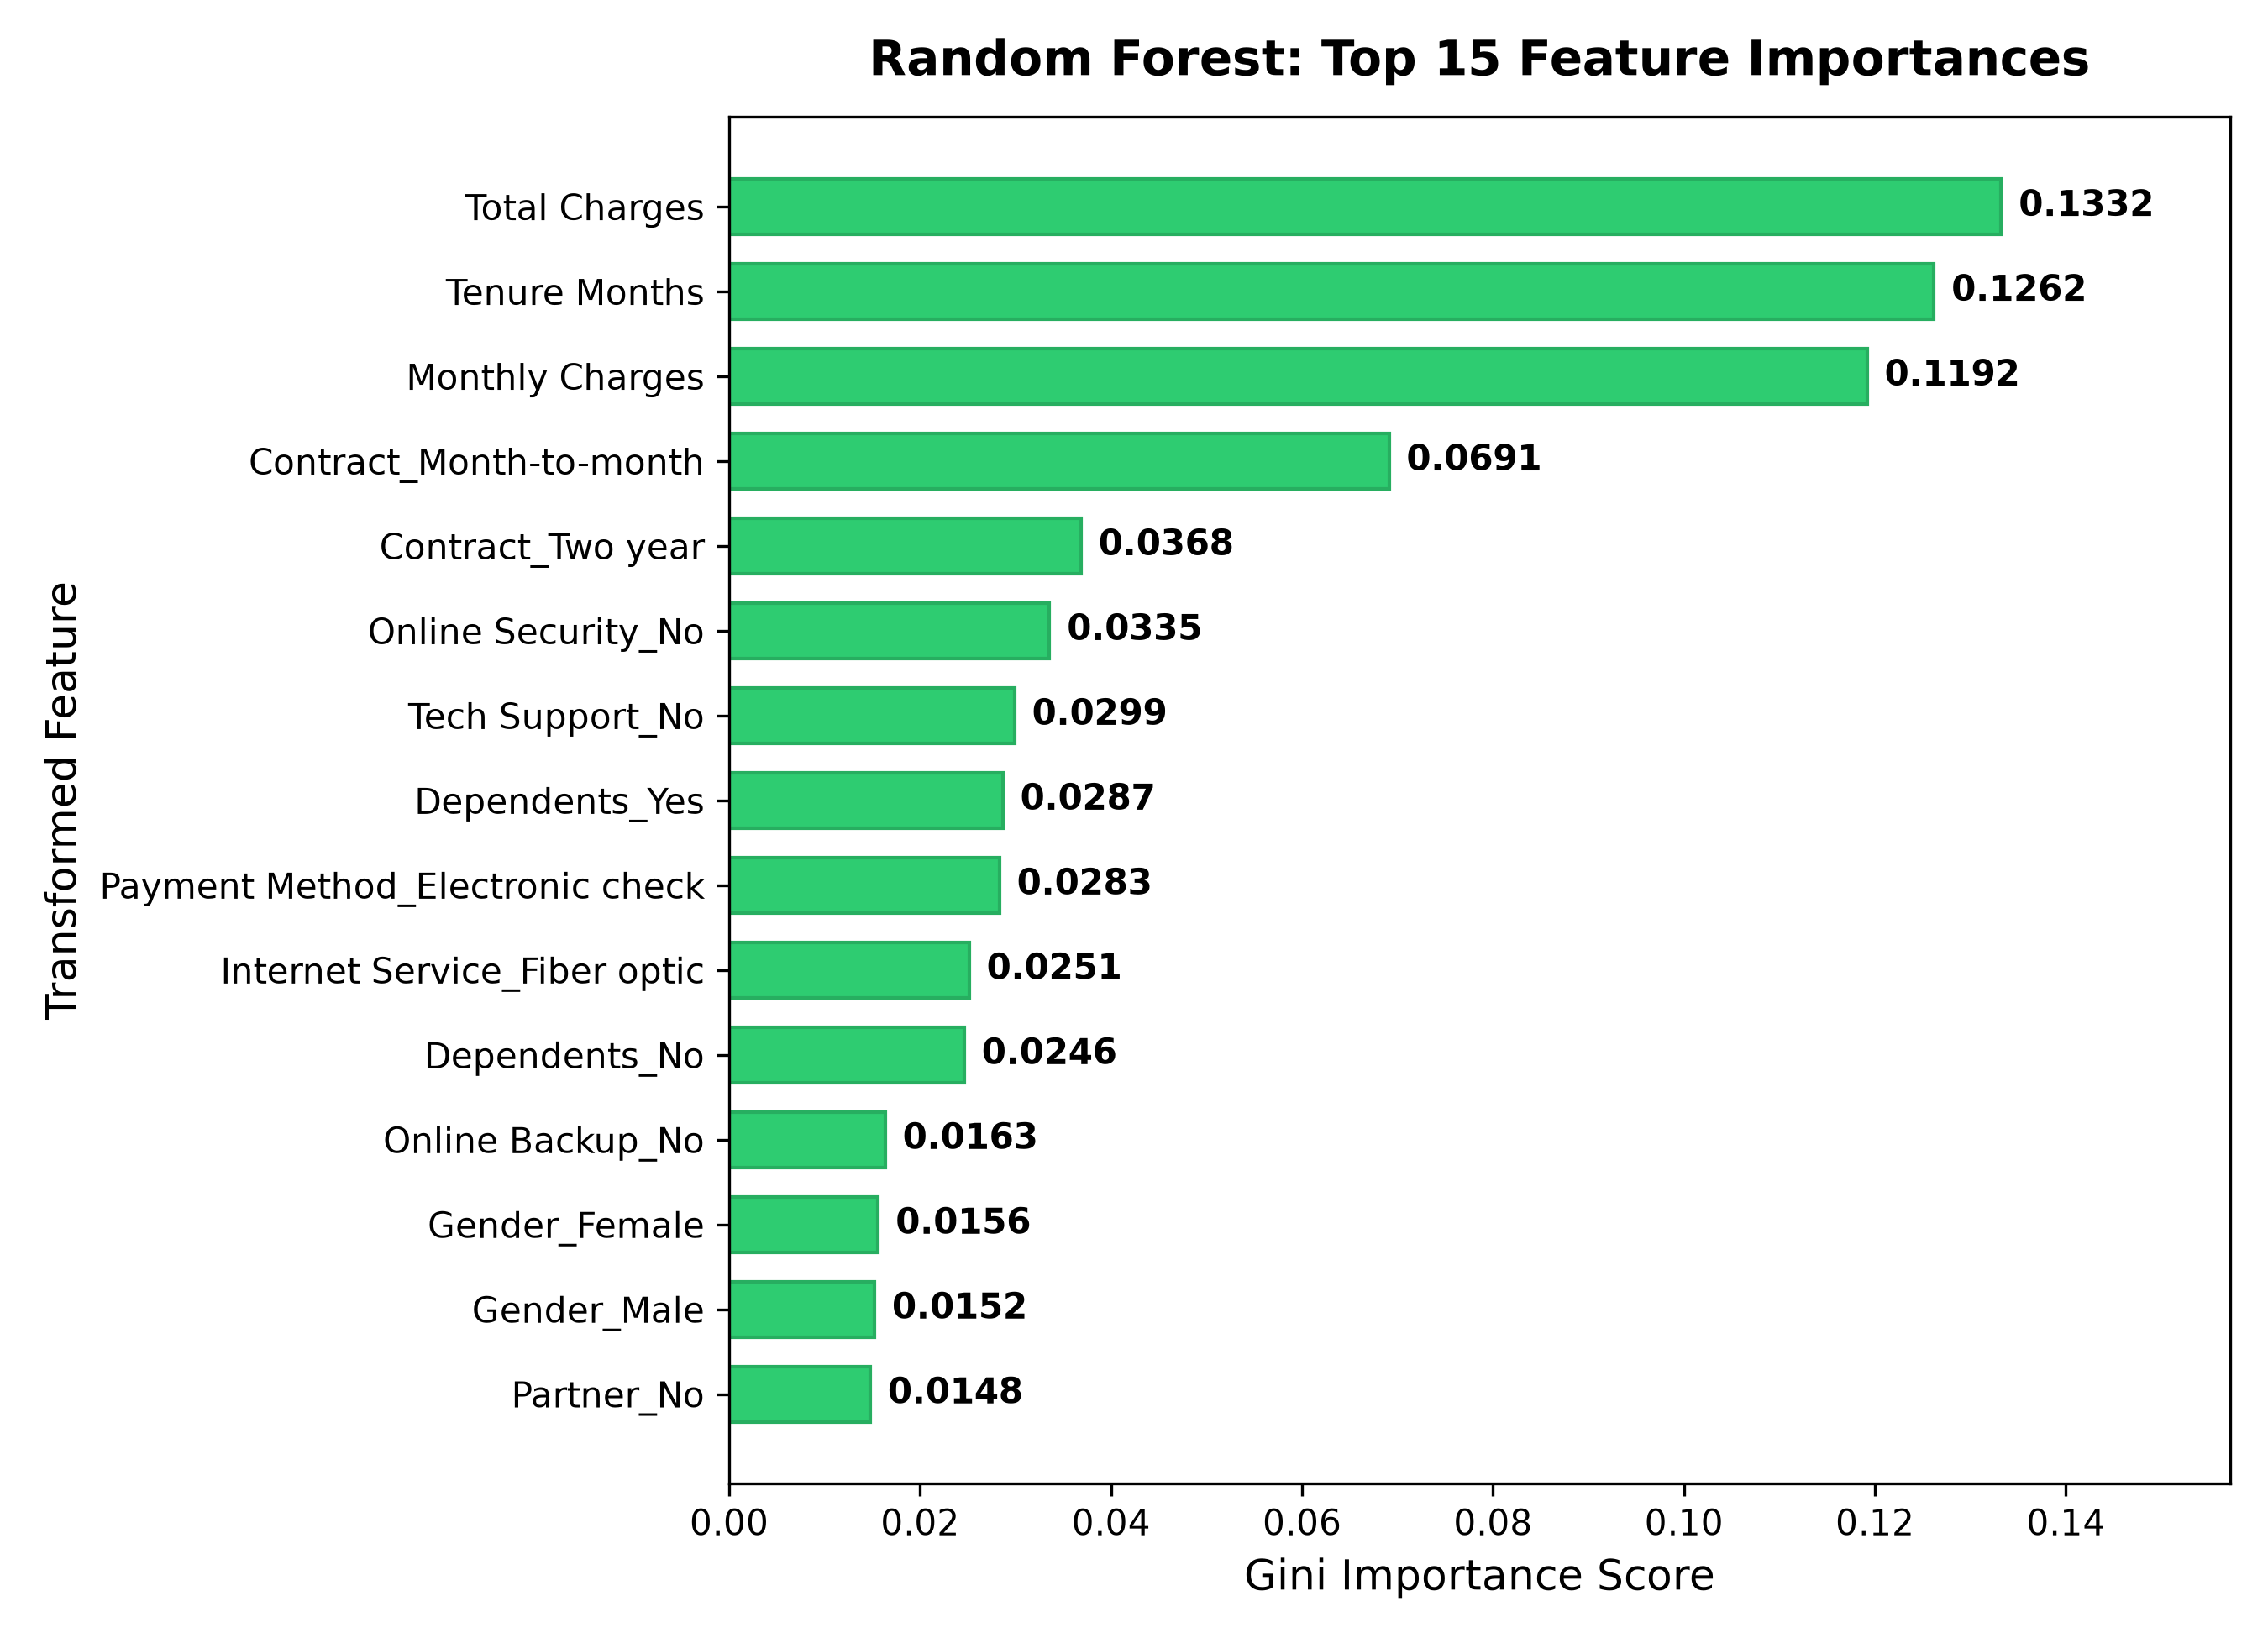 Random Forest: Top 15 Feature Importances
Transformed Feature
Total Charges 0.1332
Tenure Months 0.1262
Monthly Charges 0.1192
Contract_Month-to-month 0.0691
Contract_Two year 0.0368
Online Security_No 0.0335
Tech Support_No 0.0299
Dependents_Yes 0.0287
Payment Method_Electronic check 0.0283
Internet Service_Fiber optic 0.0251
Dependents_No 0.0246
Online Backup_No 0.0163
Gender_Female 0.0156
Gender_Male 0.0152
Partner_No 0.0148
0.00 0.02 0.04 0.06 0.08 0.10 0.12 0.14
Gini Importance Score